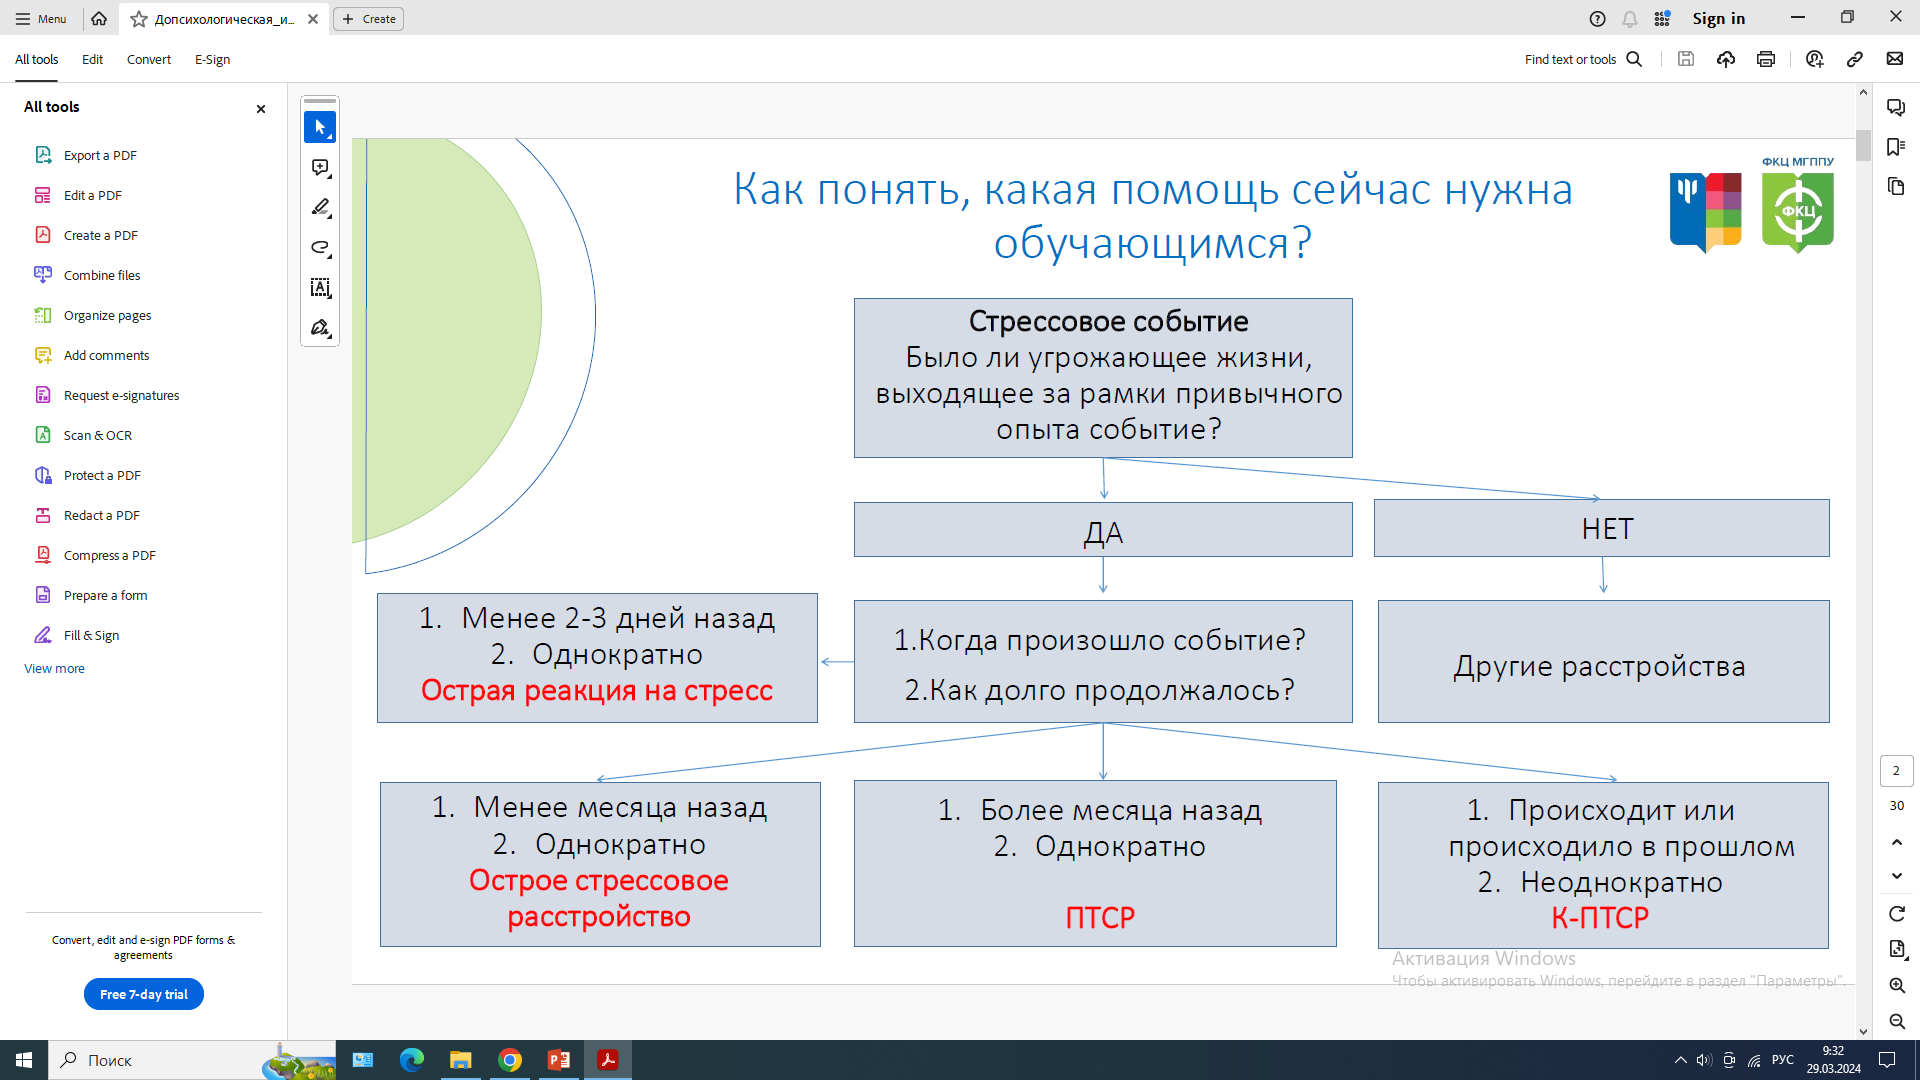 Menu
Допсихологическая_и...
Create
Sign in
All tools
Edit
Convert
E-Sign
Find text or tools
All tools
Export a PDF
Edit a PDF
Create a PDF
Combine files
Organize pages
Add comments
Request e-signatures
Scan & OCR
Protect a PDF
Redact a PDF
Compress a PDF
Prepare a form
Fill & Sign
View more
Convert, edit and e-sign PDF forms &
agreements
Free 7-day trial
ФКЦ МГППУ
ФКЦ
Как понять, какая помощь сейчас нужна
обучающимся?
Стрессовое событие
Было ли угрожающее жизни,
выходящее за рамки привычного
опыта событие?
ДА
НЕТ
1. Менее 2-3 дней назад
2. Однократно
Острая реакция на стресс
1.Когда произошло событие?
2.Как долго продолжалось?
Другие расстройства
1. Менее месяца назад
2. Однократно
Острое стрессовое
расстройство
1. Более месяца назад
2. Однократно
ПТСР
1. Происходит или
происходило в прошлом
2. Неоднократно
К-ПТСР
Активация Windows
Чтобы активировать Windows, перейдите в раздел "Параметры".
2
30
Поиск
РУС
9:32
29.03.2024